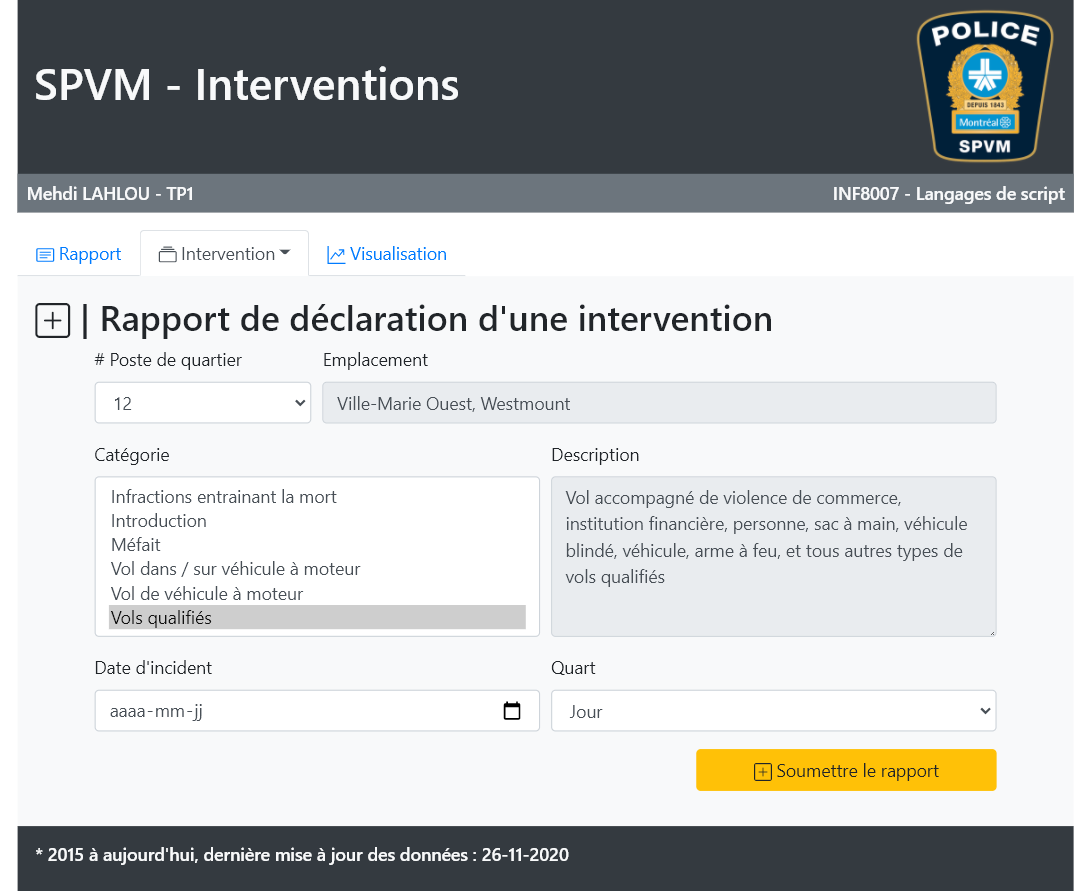 SPVM - Interventions
POLICE
DEPUIS 1843
Montréal
SPVM
Mehdi LAHLOU - TP1
INF8007 - Langages de script
Rapport
Intervention
Visualisation
| Rapport de déclaration d'une intervention
# Poste de quartier
Emplacement
12
Ville-Marie Ouest, Westmount
Catégorie
Description
Infractions entrainant la mort
Introduction
Méfait
Vol dans / sur véhicule à moteur
Vol de véhicule à moteur
Vols qualifiés
Vol accompagné de violence de commerce,
institution financière, personne, sac à main, véhicule
blindé, véhicule, arme à feu, et tous autres types de
vols qualifiés
Date d'incident
Quart
aaaa-mm-jj
Jour
Soumettre le rapport
* 2015 à aujourd'hui, dernière mise à jour des données : 26-11-2020